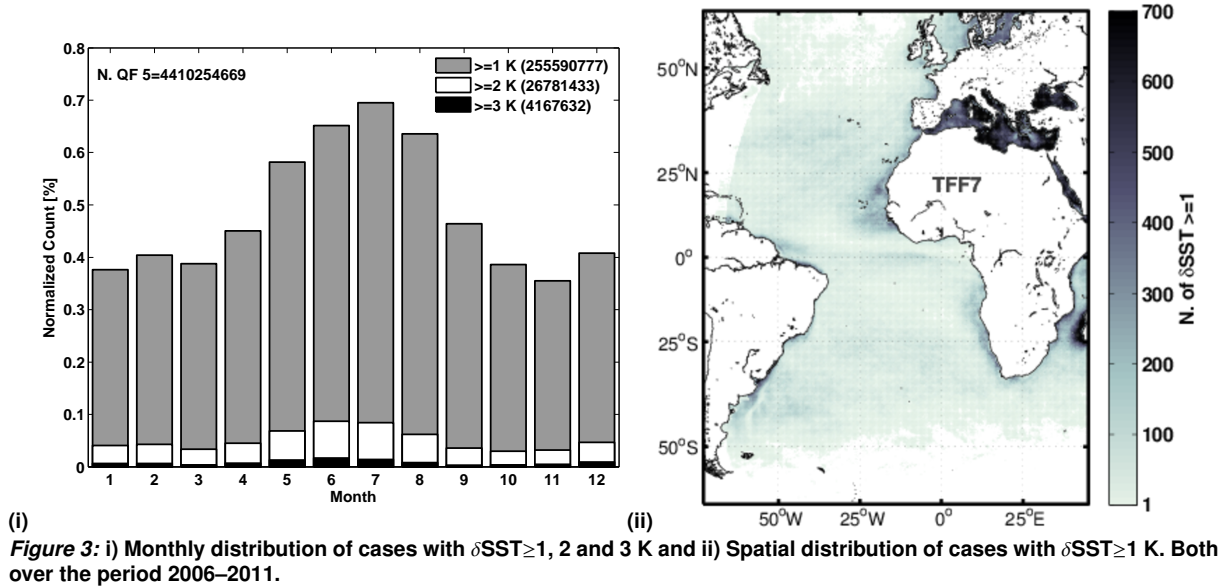 N. QF 5=4410254669
>=1 K (255590777)
>=2 K (26781433)
>=3 K (4167632)
Normalized Count [%]
0.8
0.7
0.6
0.5
0.4
0.3
0.2
0.1
0
1 2 3 4 5 6 7 8 9 10 11 12
Month
(i)
TFF7
50°N
25°N
0°
25°S
50°S
50°W 25°W 0° 25°E
700
600
500
400
300
200
100
1
N. of δSST >=1
(ii)
Figure 3: i) Monthly distribution of cases with δSST≥1, 2 and 3 K and ii) Spatial distribution of cases with δSST≥1 K. Both
over the period 2006–2011.